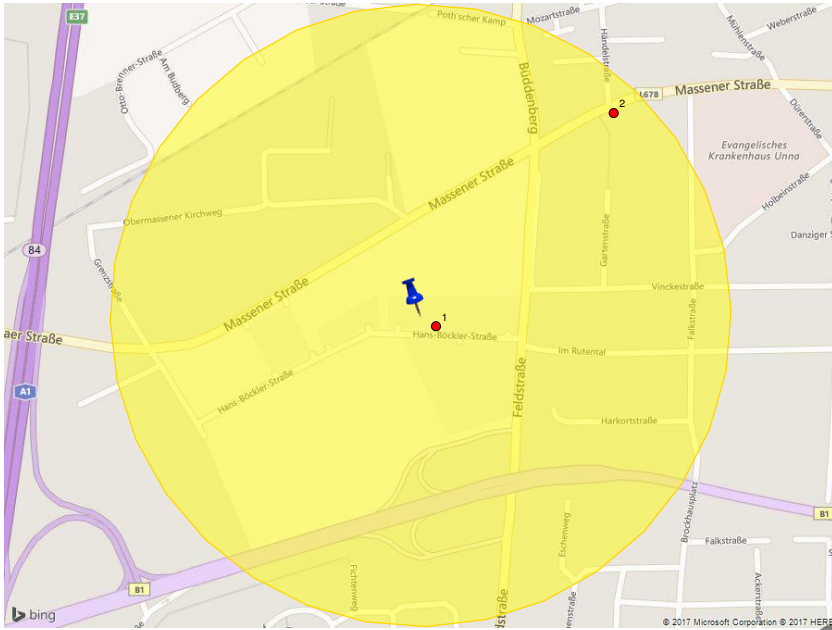 E37
Poth'scher Kamp
Mozartstraße
Händelstraße
Mühlenstraße
Weberstraße
Otto-Brenner-Straße
Am Budberg
Büddenberg
L678
Massener Straße
2
Dürerstraße
Evangelisches
Krankenhaus Unna
Massener Straße
Holbeinstraße
Obermassener Kirchweg
Gartenstraße
Danziger S
84
Grenzstraße
Vinckestraße
Massener Straße
Falkstraße
1
aer Straße
Hans-Böckler-Straße
Im Rutental
A1
Hans-Böckler-Straße
Feldstraße
Harkortstraße
Brockhausplatz
B1
Eschenweg
Falkstraße
Fichtenweg
Ackerstraße
B1
dstraße
enstraße
bing
© 2017 Microsoft Corporation © 2017 HERE